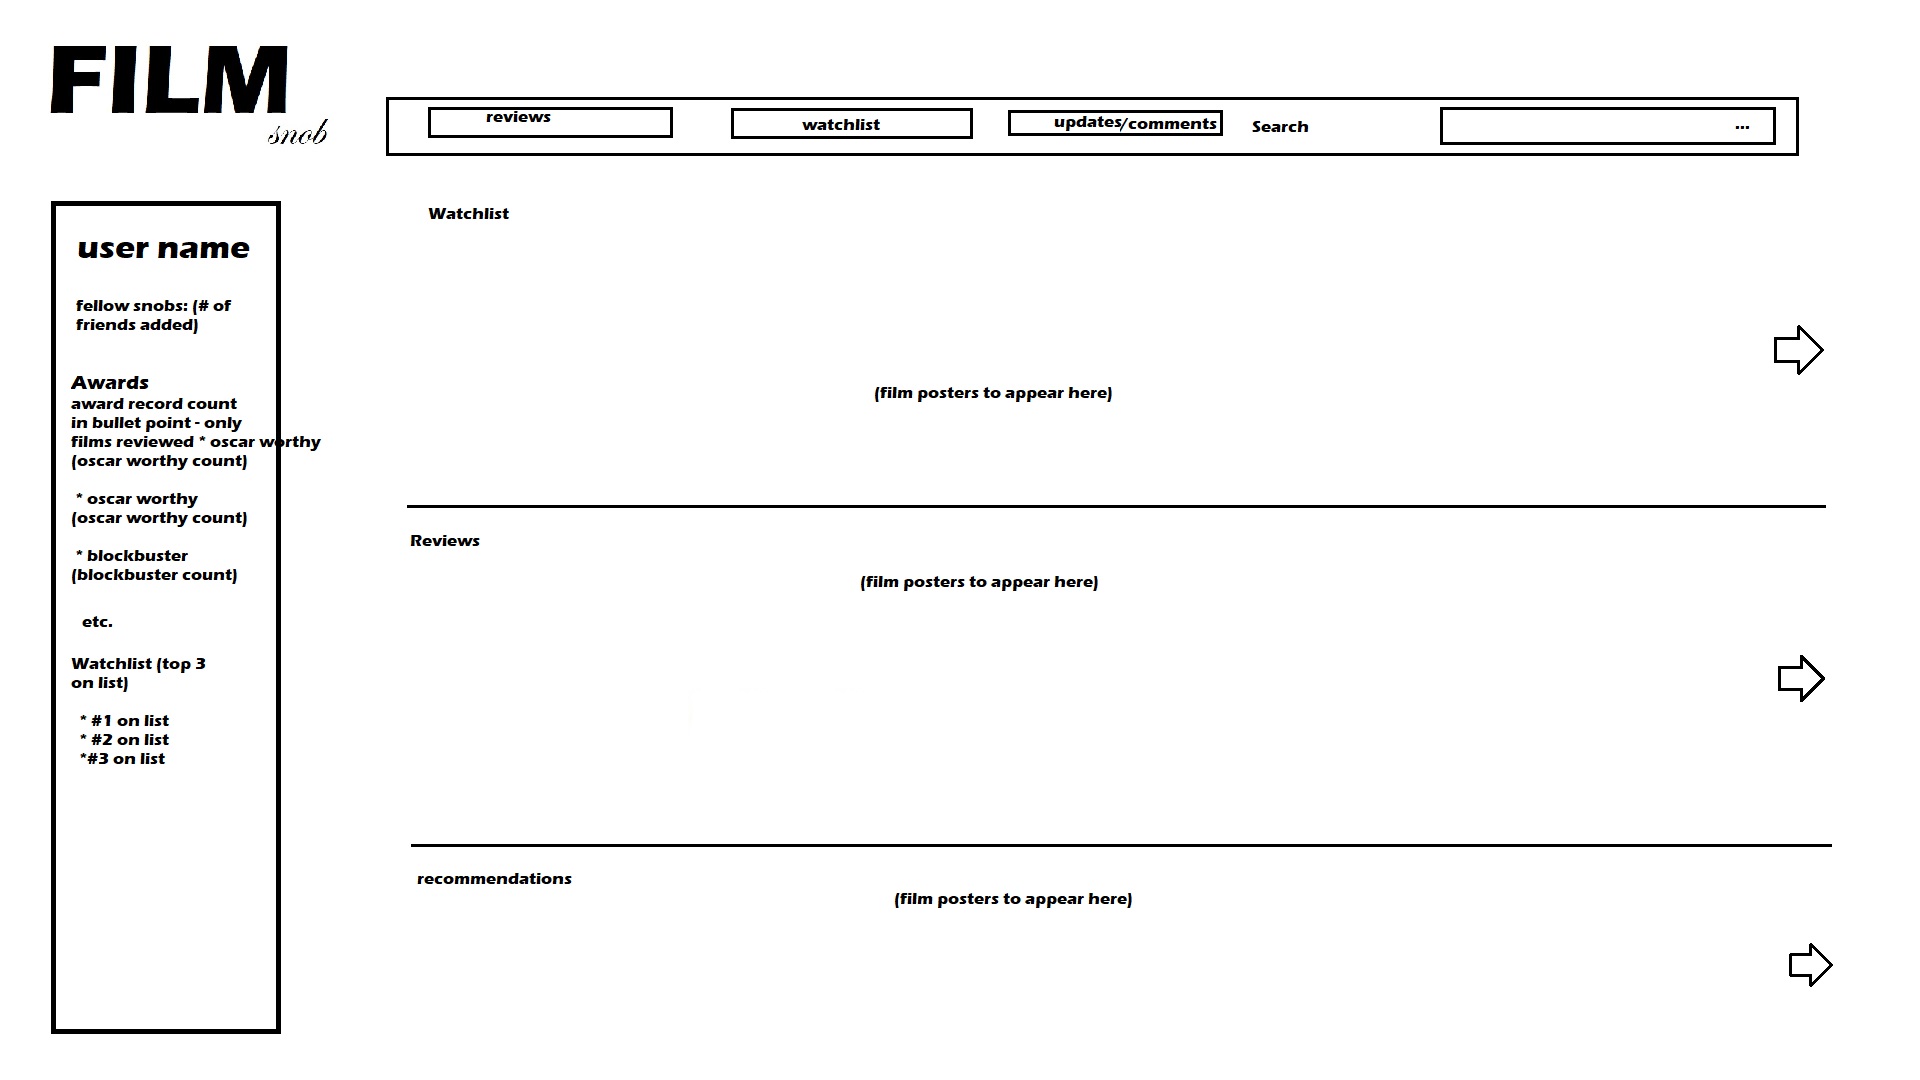 FILM
snob
reviews
watchlist
updates/comments
Search
...
user name
fellow snobs: (# of
friends added)
Awards
award record count
in bullet point - only
films reviewed * oscar worthy
(oscar worthy count)
* oscar worthy
(oscar worthy count)
* blockbuster
(blockbuster count)
etc.
Watchlist (top 3
on list)
* #1 on list
* #2 on list
*#3 on list
Watchlist
(film posters to appear here)
Reviews
(film posters to appear here)
recommendations
(film posters to appear here)